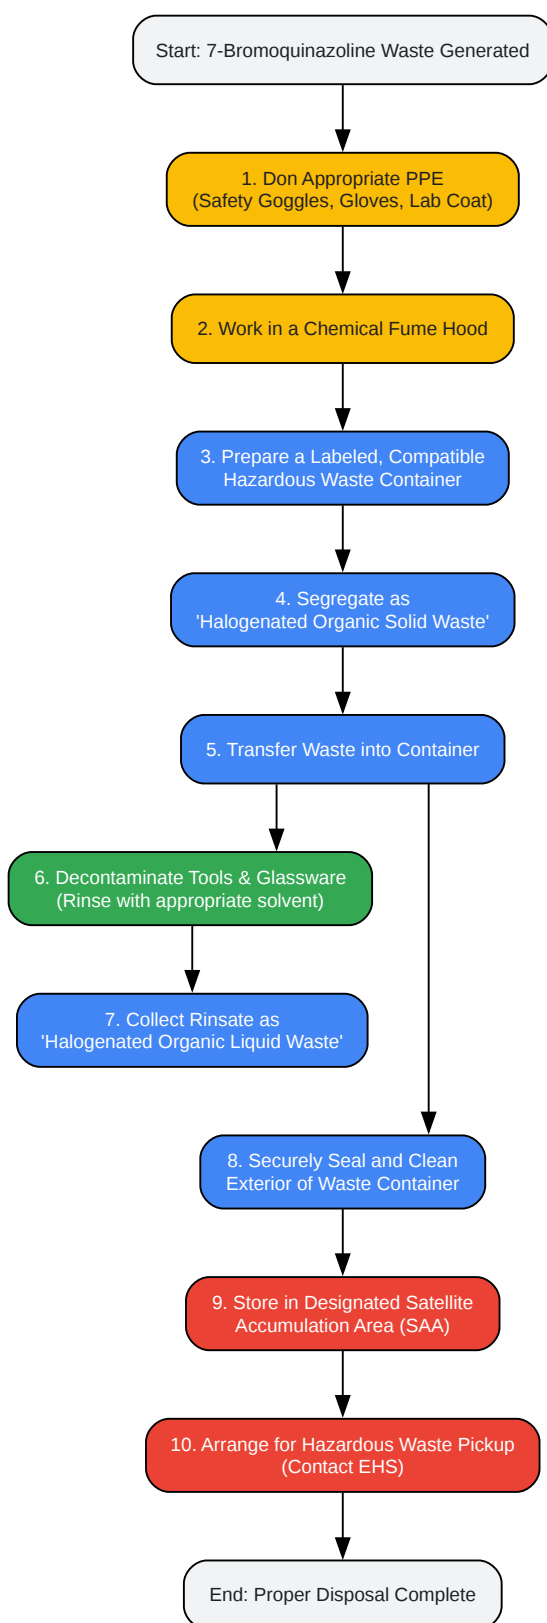 Start: 7-Bromoquinazoline Waste Generated
1. Don Appropriate PPE
(Safety Goggles, Gloves, Lab Coat)
2. Work in a Chemical Fume Hood
3. Prepare a Labeled, Compatible
Hazardous Waste Container
4. Segregate as
'Halogenated Organic Solid Waste'
5. Transfer Waste into Container
6. Decontaminate Tools & Glassware
(Rinse with appropriate solvent)
7. Collect Rinsate as
'Halogenated Organic Liquid Waste'
8. Securely Seal and Clean
Exterior of Waste Container
9. Store in Designated Satellite
Accumulation Area (SAA)
10. Arrange for Hazardous Waste Pickup
(Contact EHS)
End: Proper Disposal Complete